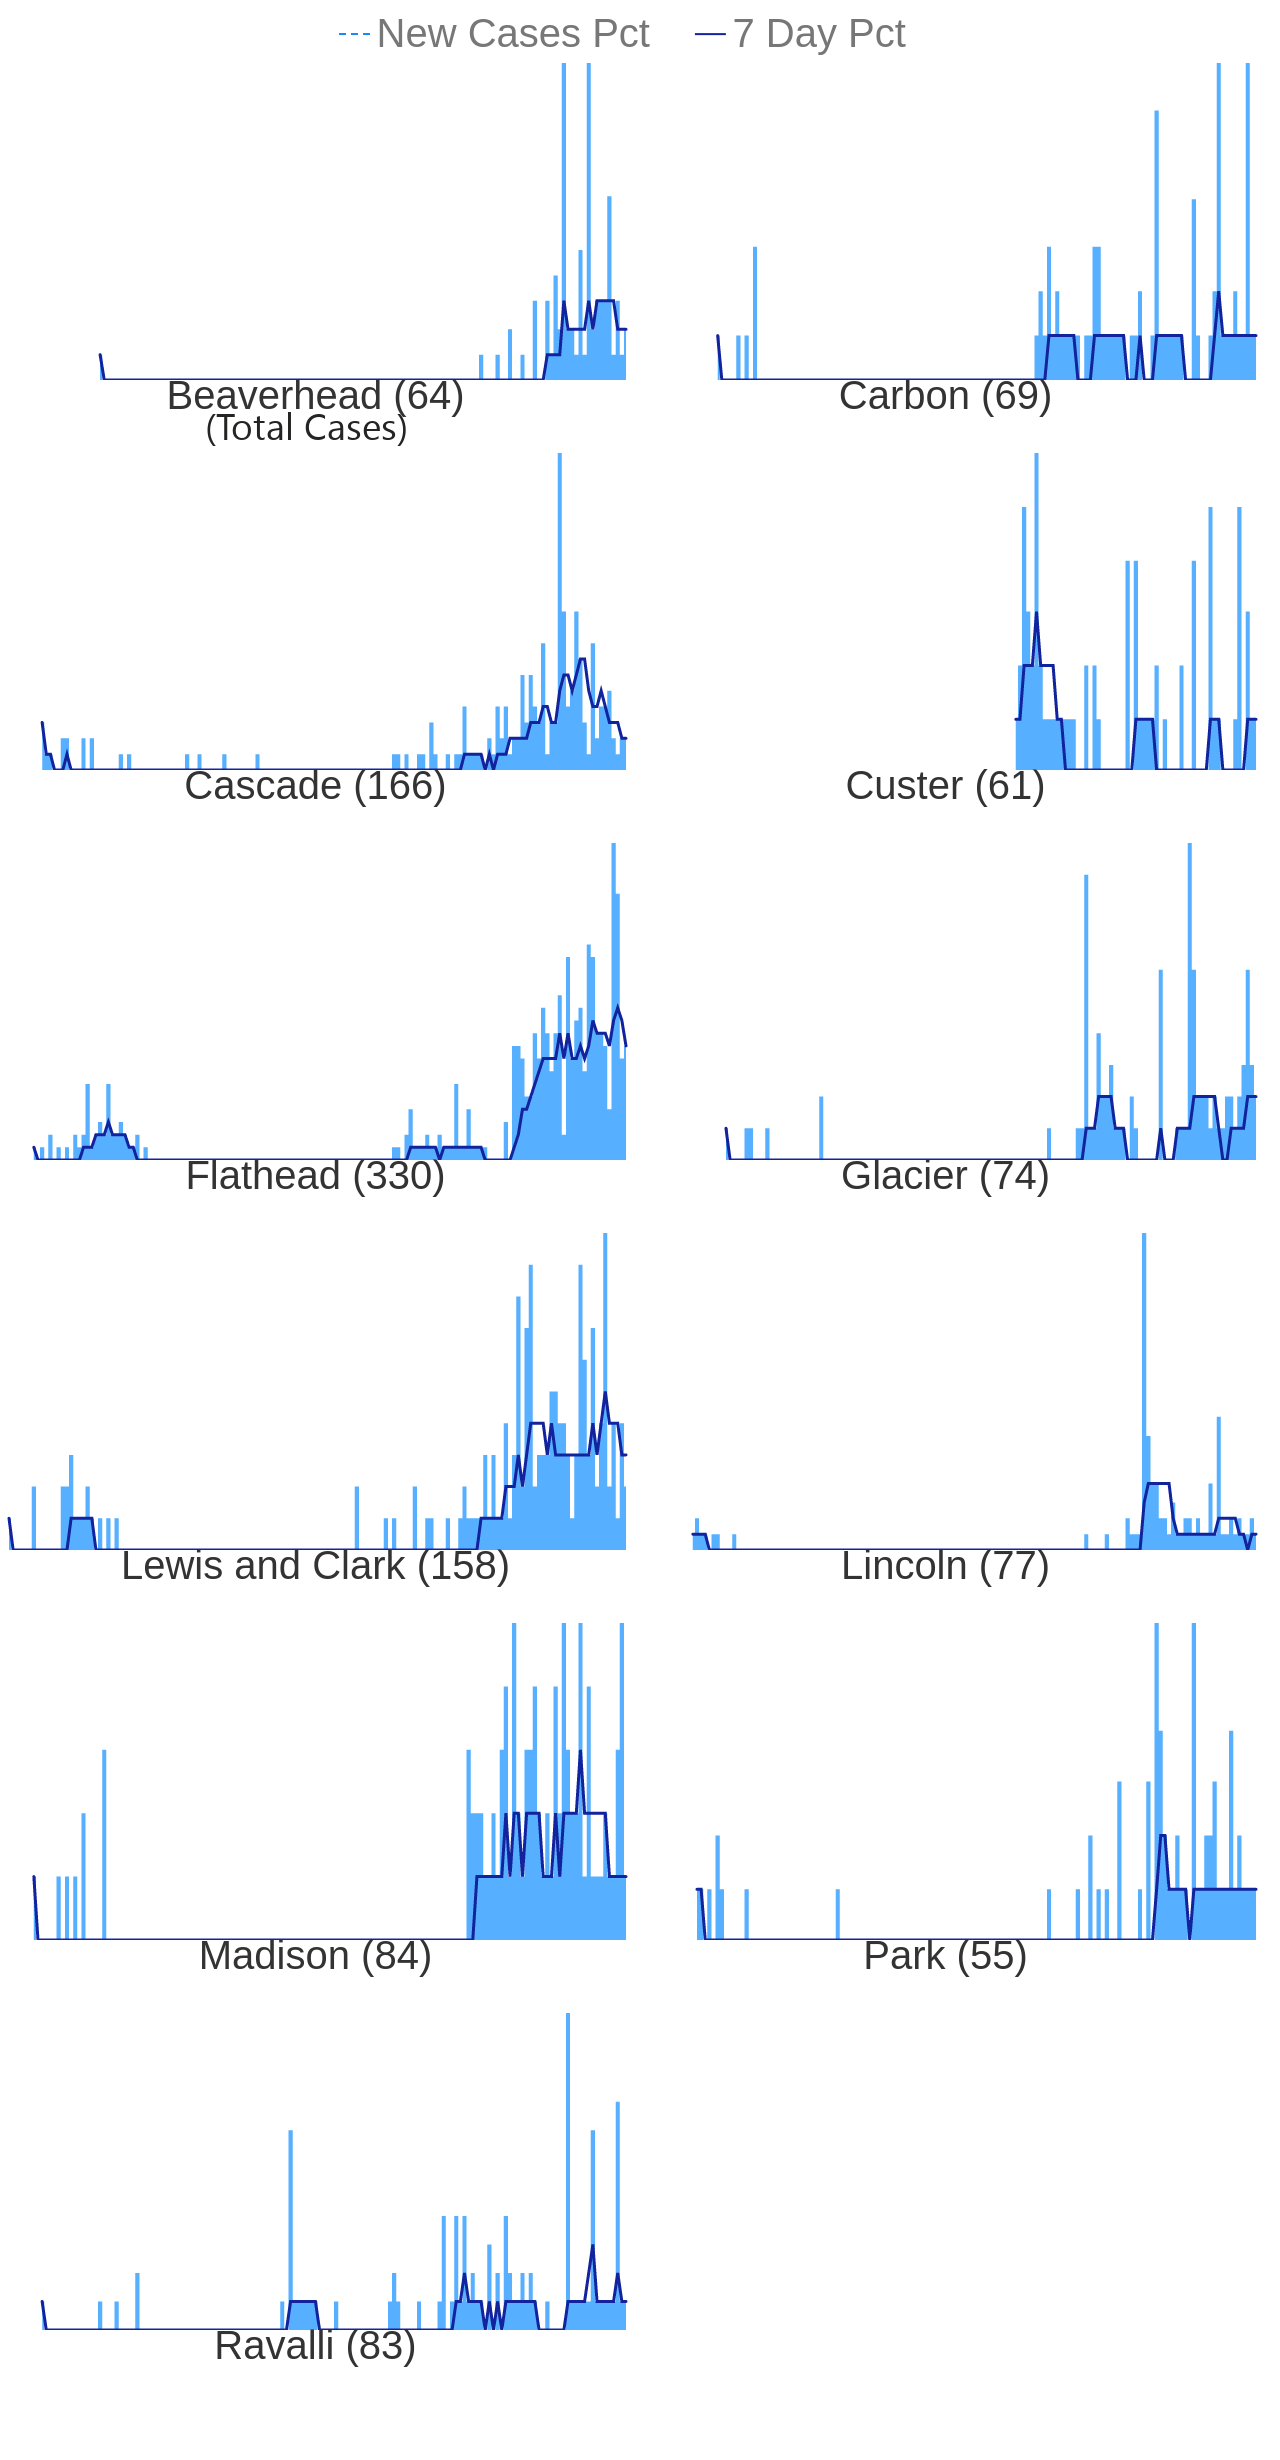 New Cases Pct 7 Day Pct
Beaverhead (64) Carbon (69)
(Total Cases)
Cascade (166) Custer (61)
Flathead (330) Glacier (74)
Lewis and Clark (158) Lincoln (77)
Madison (84) Park (55)
Ravalli (83)